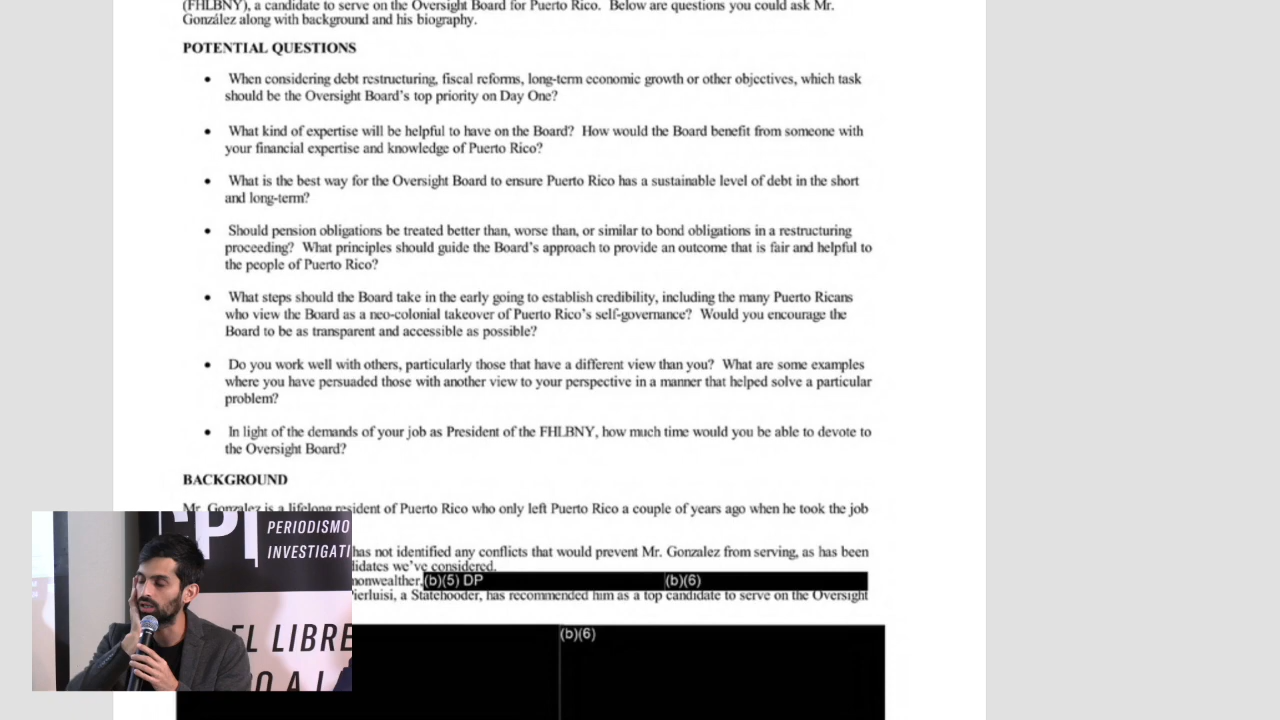 (FHLBNY), a candidate to serve on the Oversight Board for Puerto Rico. Below are questions you could ask Mr.
González along with background and his biography.
POTENTIAL QUESTIONS
• When considering debt restructuring, fiscal reforms, long-term economic growth or other objectives, which task
should be the Oversight Board's top priority on Day One?
• What kind of expertise will be helpful to have on the Board? How would the Board benefit from someone with
your financial expertise and knowledge of Puerto Rico?
• What is the best way for the Oversight Board to ensure Puerto Rico has a sustainable level of debt in the short
and long-term?
• Should pension obligations be treated better than, worse than, or similar to bond obligations in a restructuring
proceeding? What principles should guide the Board's approach to provide an outcome that is fair and helpful to
the people of Puerto Rico?
• What steps should the Board take in the early going to establish credibility, including the many Puerto Ricans
who view the Board as a neo-colonial takeover of Puerto Rico's self-governance? Would you encourage the
Board to be as transparent and accessible as possible?
• Do you work well with others, particularly those that have a different view than you? What are some examples
where you have persuaded those with another view to your perspective in a manner that helped solve a particular
problem?
• In light of the demands of your job as President of the FHLBNY, how much time would you be able to devote to
the Oversight Board?
BACKGROUND
Mr. Gonzalez is a lifelong resident of Puerto Rico who only left Puerto Rico a couple of years ago when he took the job
has not identified any conflicts that would prevent Mr. Gonzalez from serving, as has been
lidates we've considered.
nonwealther. (b)(5) DP (b)(6)
ierluisi, a Statehooder, has recommended him as a top candidate to serve on the Oversight
(b)(6)
CPI PERIODISMO
INVESTIGATI
EL LIBRE
O A L